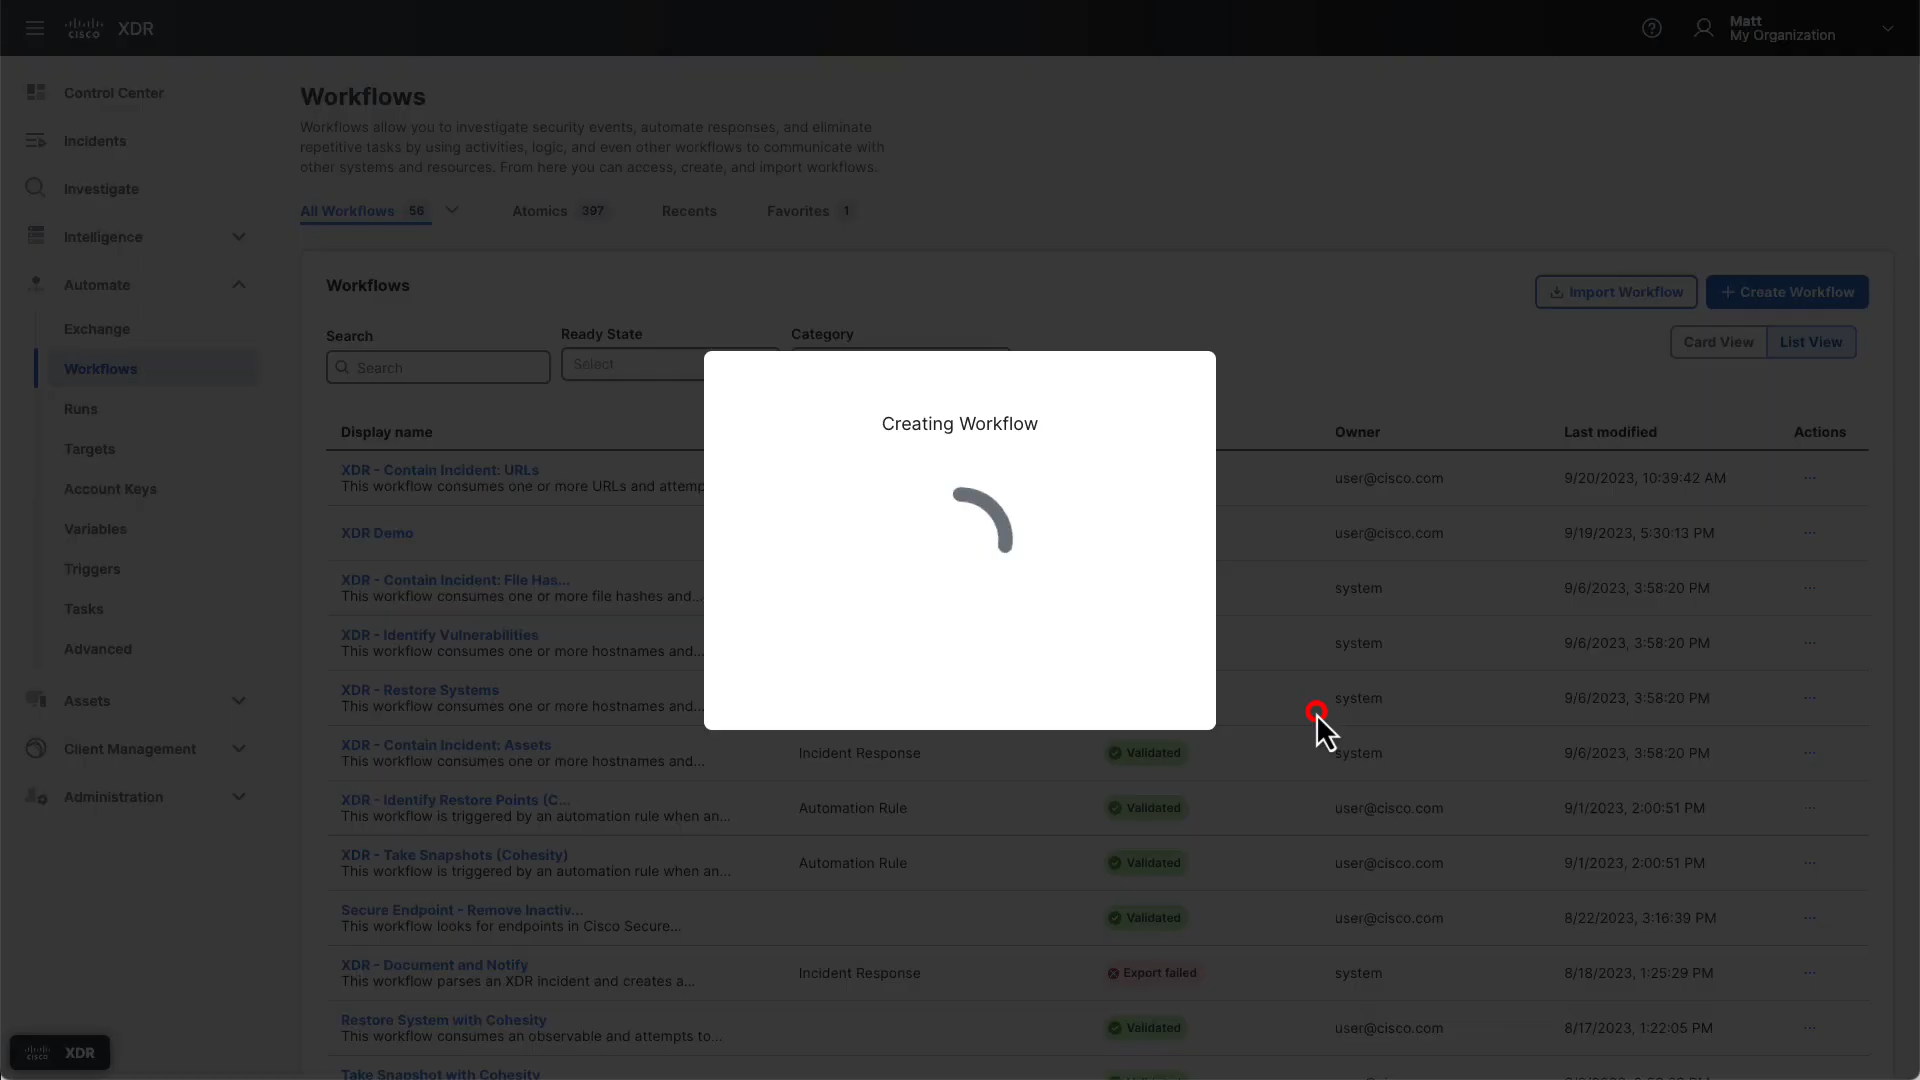 cisco XDR
Matt
My Organization
Control Center
Incidents
Investigate
Intelligence
Automate
Exchange
Workflows
Runs
Targets
Account Keys
Variables
Triggers
Tasks
Advanced
Assets
Client Management
Administration
cisco XDR
Workflows
Workflows allow you to investigate security events, automate responses, and eliminate
repetitive tasks by using activities, logic, and even other workflows to communicate with
other systems and resources. From here you can access, create, and import workflows.
All Workflows 56 Atomics 397 Recents Favorites 1
Workflows
Import Workflow + Create Workflow
Search Ready State Category
Search Select
Card View List View
Creating Workflow
Display name Owner Last modified Actions
XDR - Contain Incident: URLs
This workflow consumes one or more URLs and attemp
user@cisco.com 9/20/2023, 10:39:42 AM ...
XDR Demo user@cisco.com 9/19/2023, 5:30:13 PM ...
XDR - Contain Incident: File Has...
This workflow consumes one or more file hashes and...
system 9/6/2023, 3:58:20 PM ...
XDR - Identify Vulnerabilities
This workflow consumes one or more hostnames and...
system 9/6/2023, 3:58:20 PM ...
XDR - Restore Systems
This workflow consumes one or more hostnames and...
system 9/6/2023, 3:58:20 PM ...
XDR - Contain Incident: Assets
This workflow consumes one or more hostnames and...
Incident Response Validated system 9/6/2023, 3:58:20 PM ...
XDR - Identify Restore Points (C...
This workflow is triggered by an automation rule when an...
Automation Rule Validated user@cisco.com 9/1/2023, 2:00:51 PM ...
XDR - Take Snapshots (Cohesity)
This workflow is triggered by an automation rule when an...
Automation Rule Validated user@cisco.com 9/1/2023, 2:00:51 PM ...
Secure Endpoint - Remove Inactiv...
This workflow looks for endpoints in Cisco Secure...
Validated user@cisco.com 8/22/2023, 3:16:39 PM ...
XDR - Document and Notify
This workflow parses an XDR incident and creates a...
Incident Response Export failed system 8/18/2023, 1:25:29 PM ...
Restore System with Cohesity
This workflow consumes an observable and attempts to...
Validated user@cisco.com 8/17/2023, 1:22:05 PM ...
Take Snapshot with Cohesity